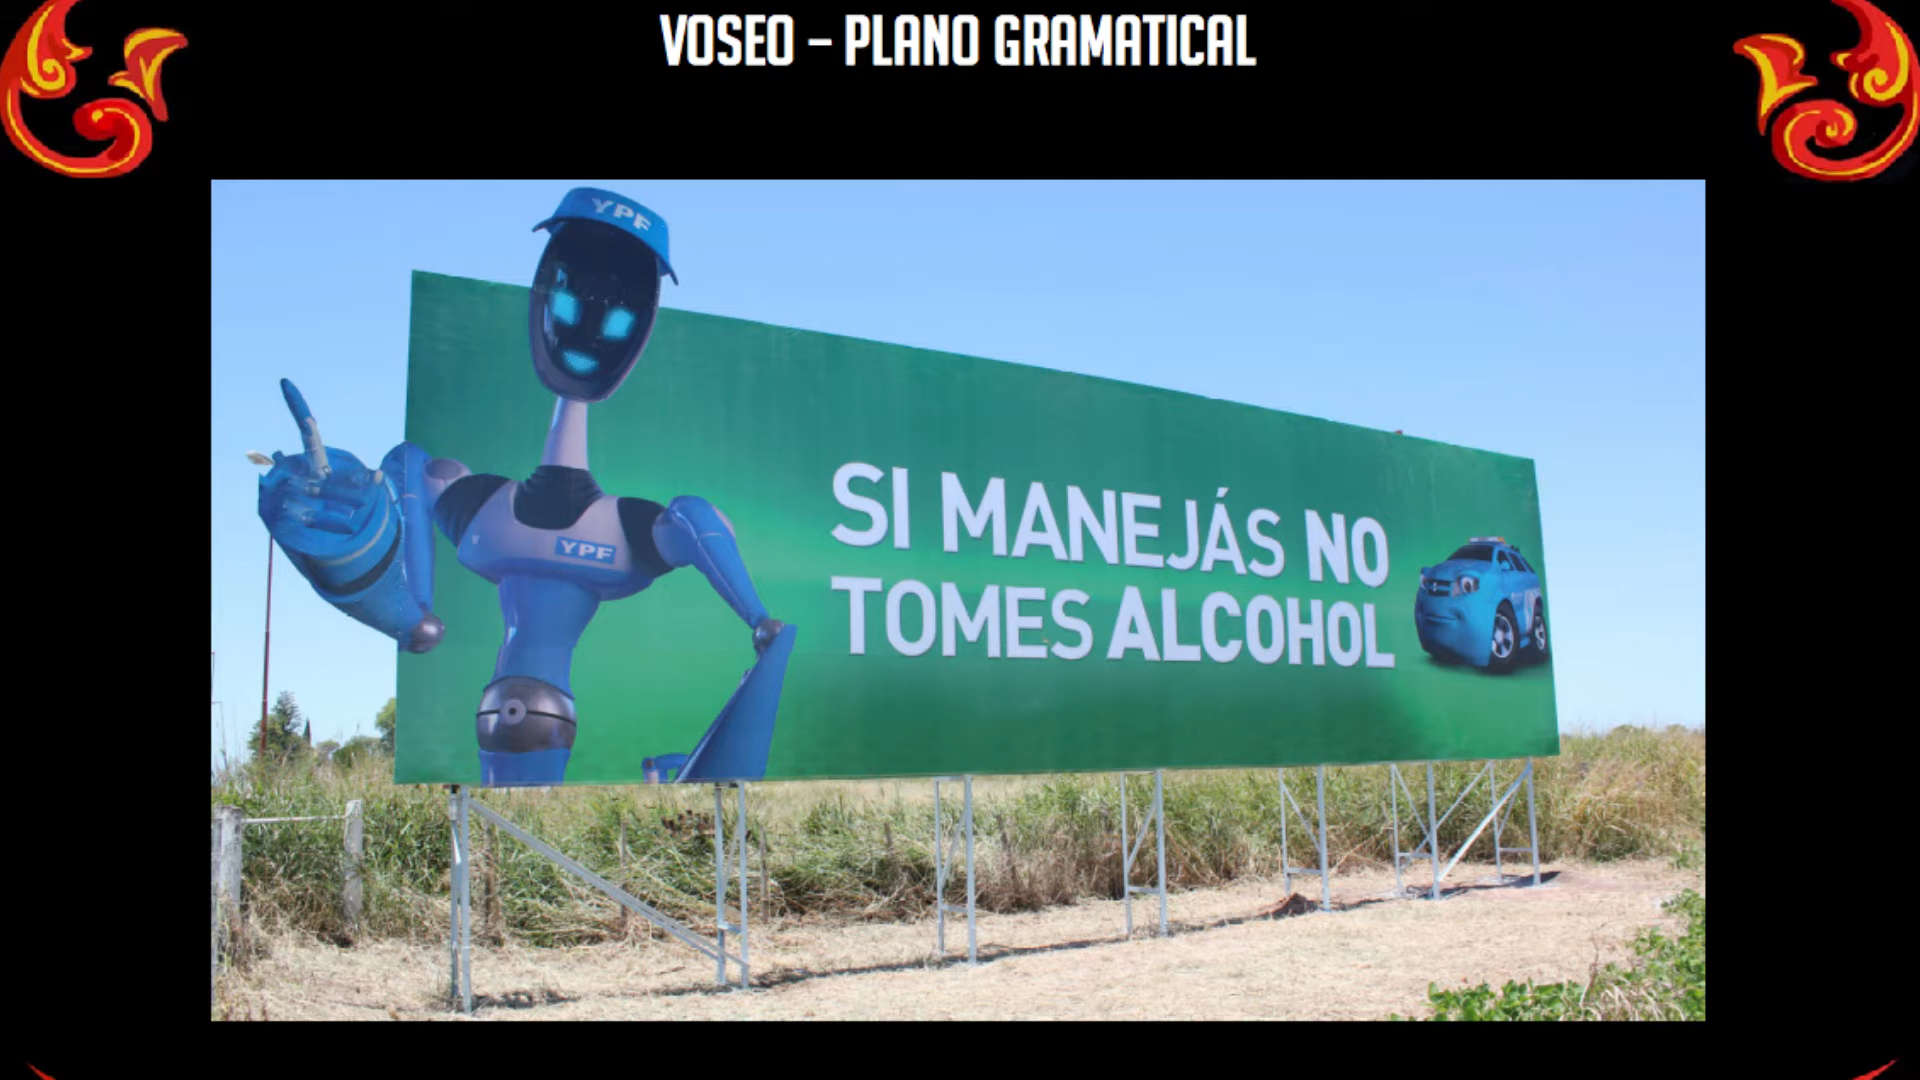 VOSEO – PLANO GRAMATICAL
YPF
YPF
SI MANEJÁS NO
TOMES ALCOHOL